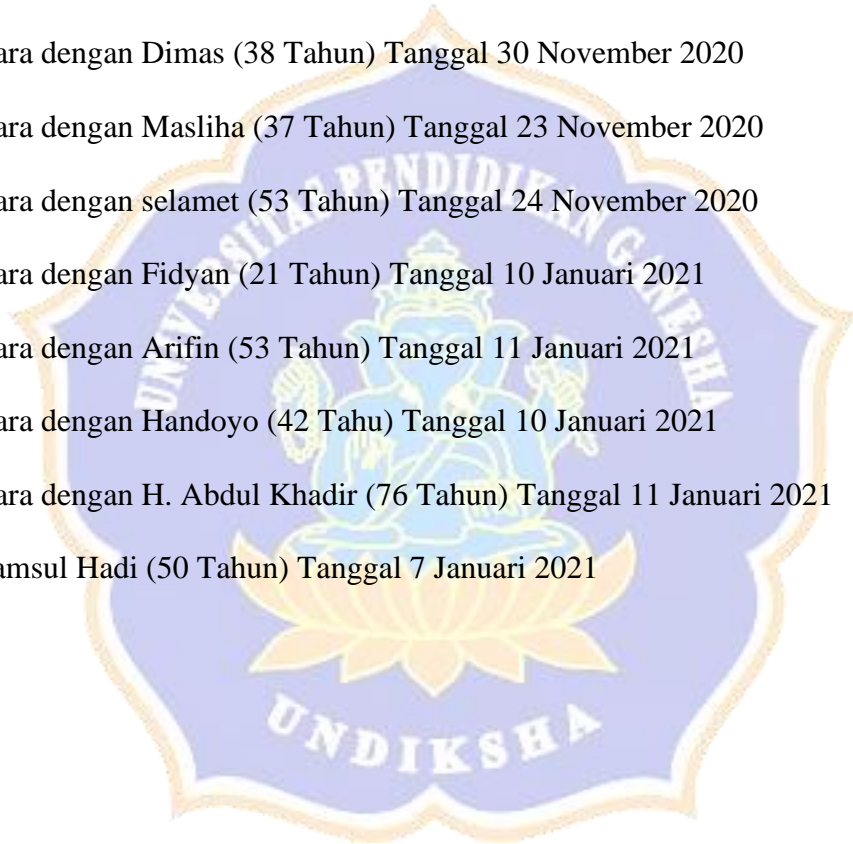 ara dengan Dimas (38 Tahun) Tanggal 30 November 2020
ara dengan Masliha (37 Tahun) Tanggal 23 November 2020
ara dengan selamet (53 Tahun) Tanggal 24 November 2020
ara dengan Fidyan (21 Tahun) Tanggal 10 Januari 2021
ara dengan Arifin (53 Tahun) Tanggal 11 Januari 2021
ara dengan Handoyo (42 Tahu) Tanggal 10 Januari 2021
ara dengan H. Abdul Khadir (76 Tahun) Tanggal 11 Januari 2021
amsul Hadi (50 Tahun) Tanggal 7 Januari 2021
UNIVERSITAS PENDIDIKAN GANESHA
UNDIKSHA